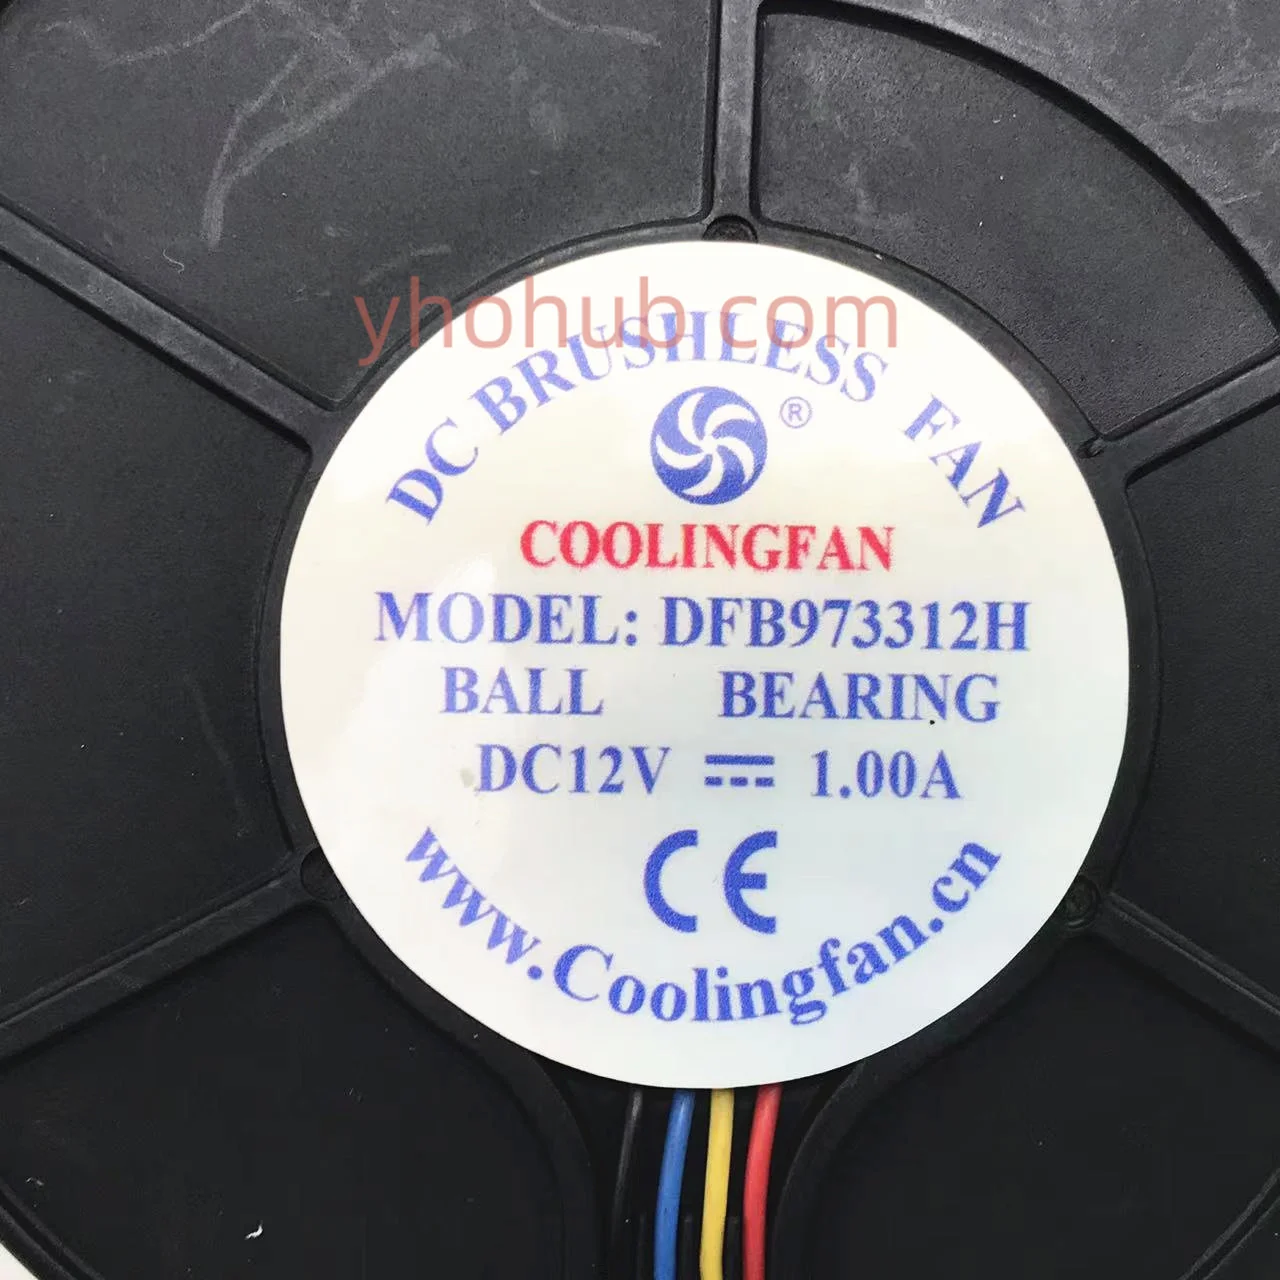 yhohub.com
DC BRUSHLESS FAN
®
COOLINGFAN
MODEL: DFB973312H
BALL BEARING
DC12V ⎓ 1.00A
CE
www.Coolingfan.cn